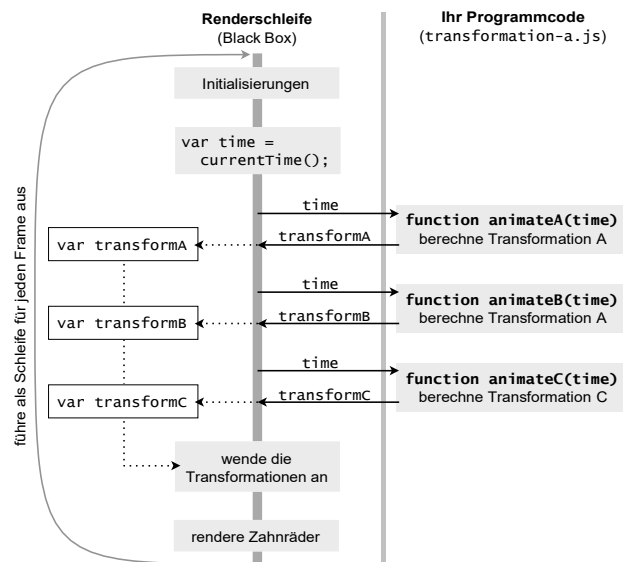 Renderschleife
(Black Box)
Ihr Programmcode
(transformation-a.js)
führe als Schleife für jeden Frame aus
Initialisierungen
var time =
currentTime();
time
function animateA(time)
berechne Transformation A
transformA
var transformA
time
function animateB(time)
berechne Transformation A
transformB
var transformB
time
function animateC(time)
berechne Transformation C
transformC
var transformC
wende die
Transformationen an
rendere Zahnräder